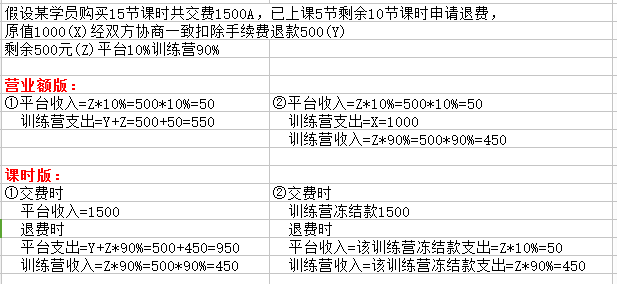 假设某学员购买15节课时共交费1500A，已上课5节剩余10节课时申请退费，
原值1000(X)经双方协商一致扣除手续费退款500(Y)
剩余500元(Z)平台10%训练营90%
营业额版：
①平台收入=Z*10%=500*10%=50
训练营支出=Y+Z=500+50=550
②平台收入=Z*10%=500*10%=50
训练营支出=X=1000
训练营收入=Z*90%=500*90%=450
课时版：
①交费时
平台收入=1500
退费时
平台支出=Y+Z*90%=500+450=950
训练营收入=Z*90%=500*90%=450
②交费时
训练营冻结款1500
退费时
平台收入=该训练营冻结款支出=Z*10%=50
训练营收入=该训练营冻结款支出=Z*90%=450